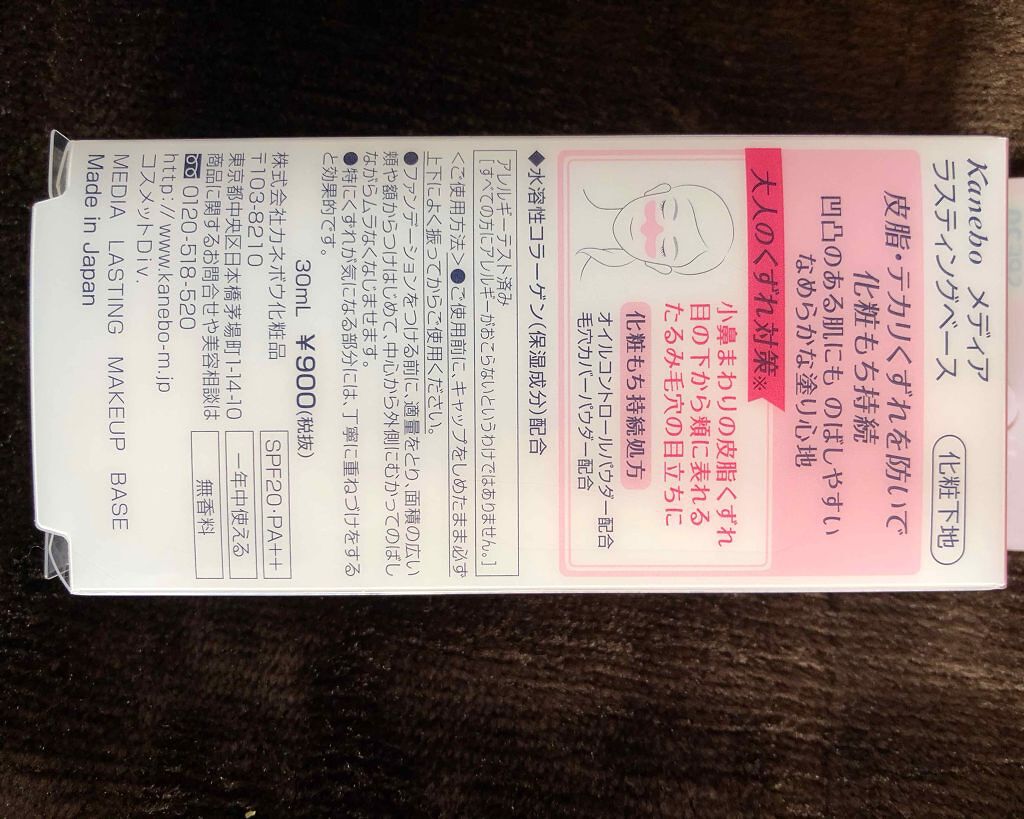 Kanebo メディア
ラスティングベース
化粧下地
皮脂・テカリくずれを防いで
化粧もち持続
凹凸のある肌にも のばしやすい
なめらかな塗り心地
大人のくずれ対策※
小鼻まわりの皮脂くずれ
目の下から頬に表れる
たるみ毛穴の目立ちに
化粧もち持続処方
オイルコントロールパウダー配合
毛穴カバーパウダー配合
◆水溶性コラーゲン(保湿成分)配合
アレルギーテスト済み
[すべての方にアレルギーがおこらないというわけではありません。]
<ご使用方法>●ご使用前に、キャップをしめたまま必ず
上下によく振ってからご使用ください。
●ファンデーションをつける前に、適量をとり、面積の広い
頬や額からつけはじめて、中心から外側にむかってのばし
ながらムラなくなじませます。
●特にくずれが気になる部分には、丁寧に重ねづけをする
と効果的です。
30mL ¥900(税抜)
株式会社カネボウ化粧品
〒103-8210
東京都中央区日本橋茅場町1-14-10
商品に関するお問合せや美容相談は
0120-518-520
http://www.kanebo-m.jp
コスメットDiv.
SPF20・PA++
一年中使える
無香料
MEDIA LASTING MAKEUP BASE
Made in Japan